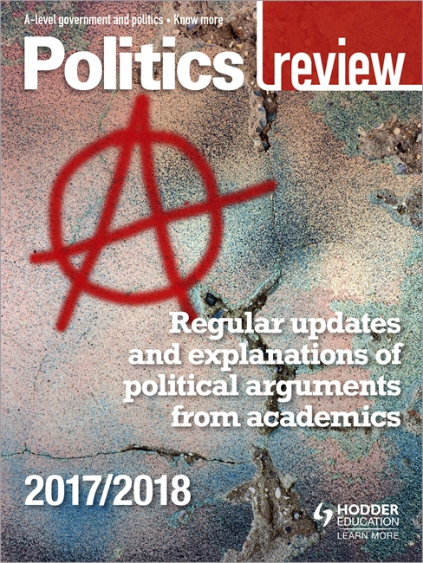 A-level government and politics • Know more
Politics review
Regular updates
and explanations of
political arguments
from academics
2017/2018
HODDER
EDUCATION
LEARN MORE